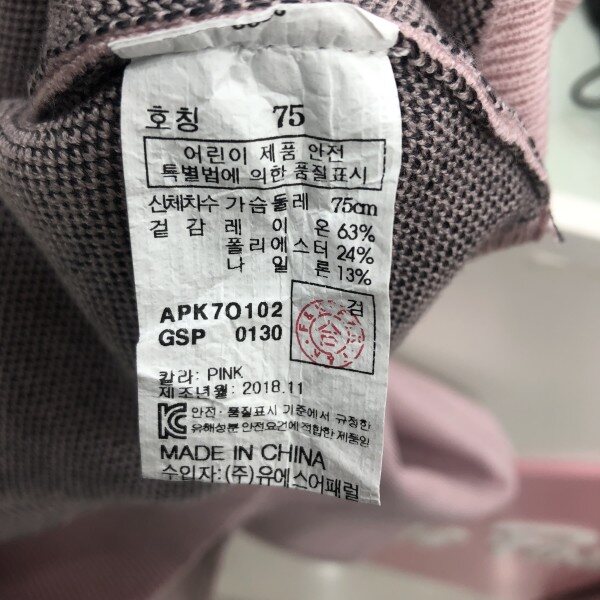 호칭 75
어린이 제품 안전
특별법에 의한 품질표시
신체치수 가슴둘레 75cm
겉감 레이온 63%
폴리에스터 24%
나일론 13%
APK7O102
GSP 0130
검
칼라: PINK
제조년월: 2018.11
안전·품질표시 기준에서 규정한
유해성분 안전요건에 적합한 제품임
MADE IN CHINA
수입자: (주)유에스어패럴